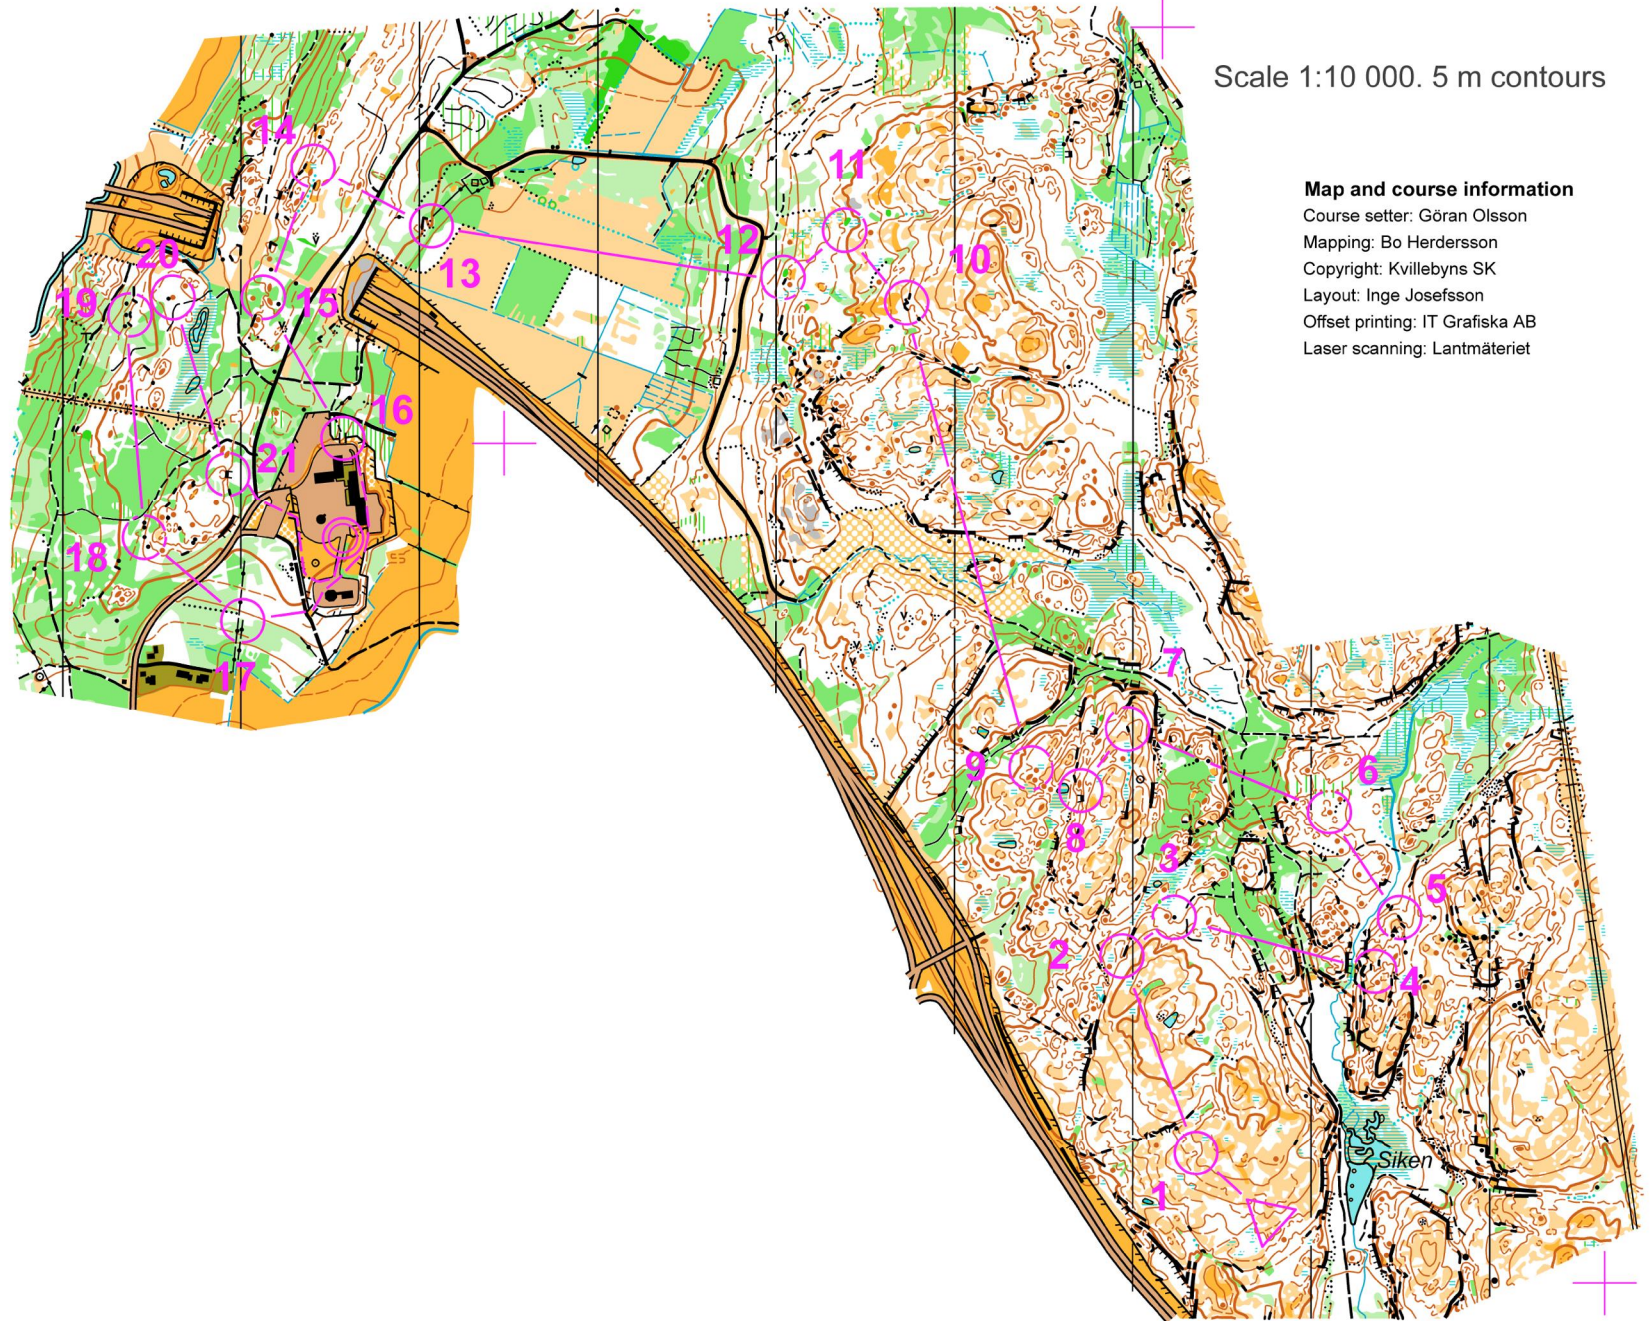 Scale 1:10 000. 5 m contours
14
11
Map and course information
Course setter: Göran Olsson
Mapping: Bo Herdersson
Copyright: Kvillebyns SK
Layout: Inge Josefsson
Offset printing: IT Grafiska AB
Laser scanning: Lantmäteriet
12
20
10
13
19
15
16
21
18
7
17
9
6
8
3
5
2
4
Siken
1